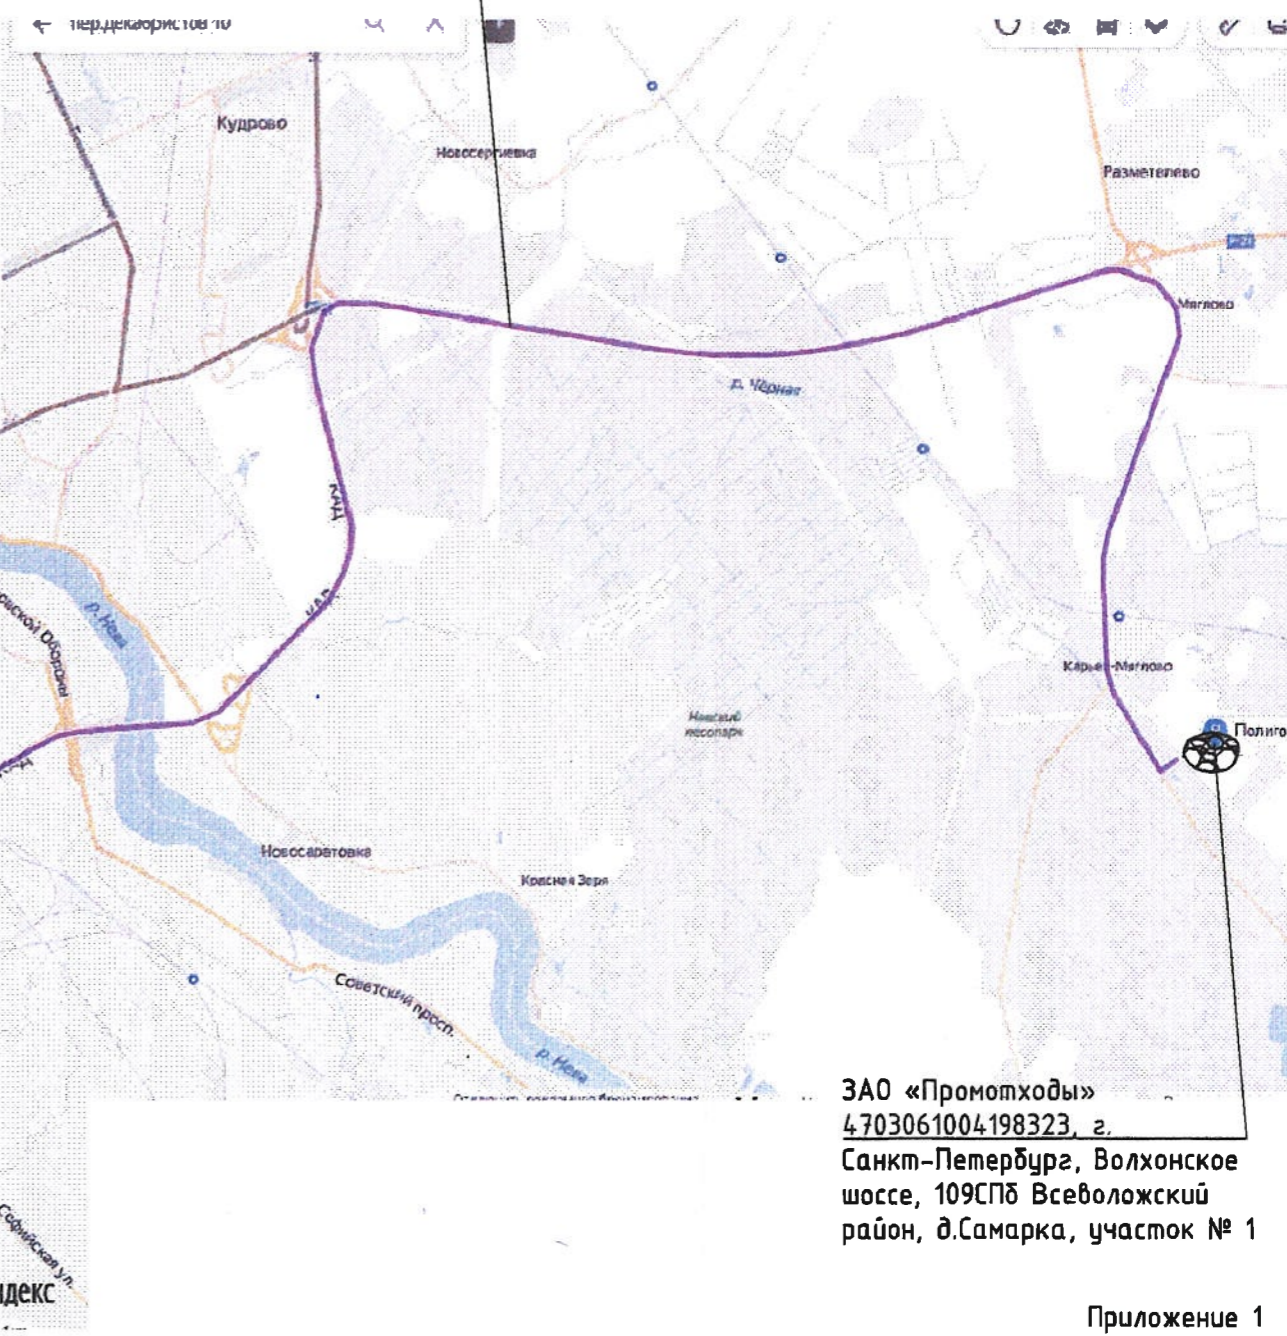 пер.декабристов 10
Кудрово
Новосергиевка
Разметелево
Мяглово
р. Чёрная
КАД
КАД
р. Нева
Обороны
Карьер-Мяглово
Невский
лесопарк
Полиго
КАД
Новосаратовка
Красная Заря
Советский просп.
р. Нева
ЗАО «Промотходы»
4703061004198323, г.
Санкт-Петербург, Волхонское
шоссе, 109СПб Всеволожский
район, д.Самарка, участок № 1
Софийская ул.
ндекс
Приложение 1